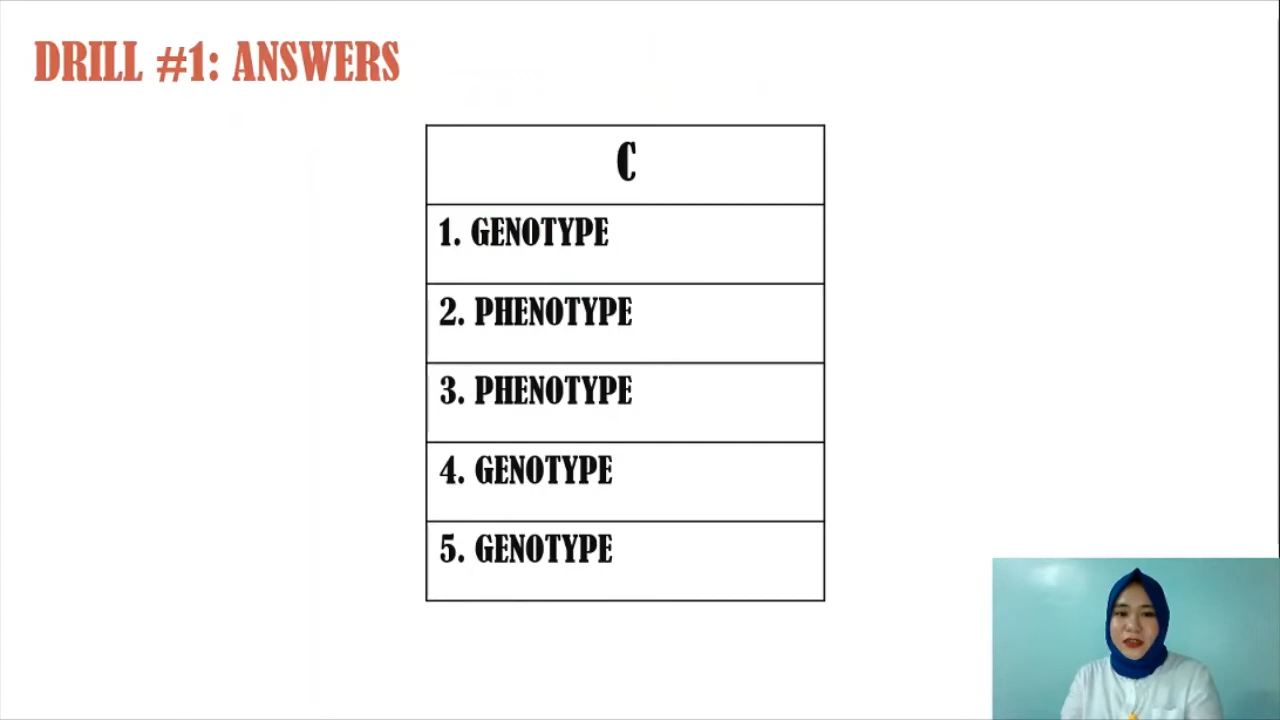 DRILL #1: ANSWERS
C
1. GENOTYPE
2. PHENOTYPE
3. PHENOTYPE
4. GENOTYPE
5. GENOTYPE